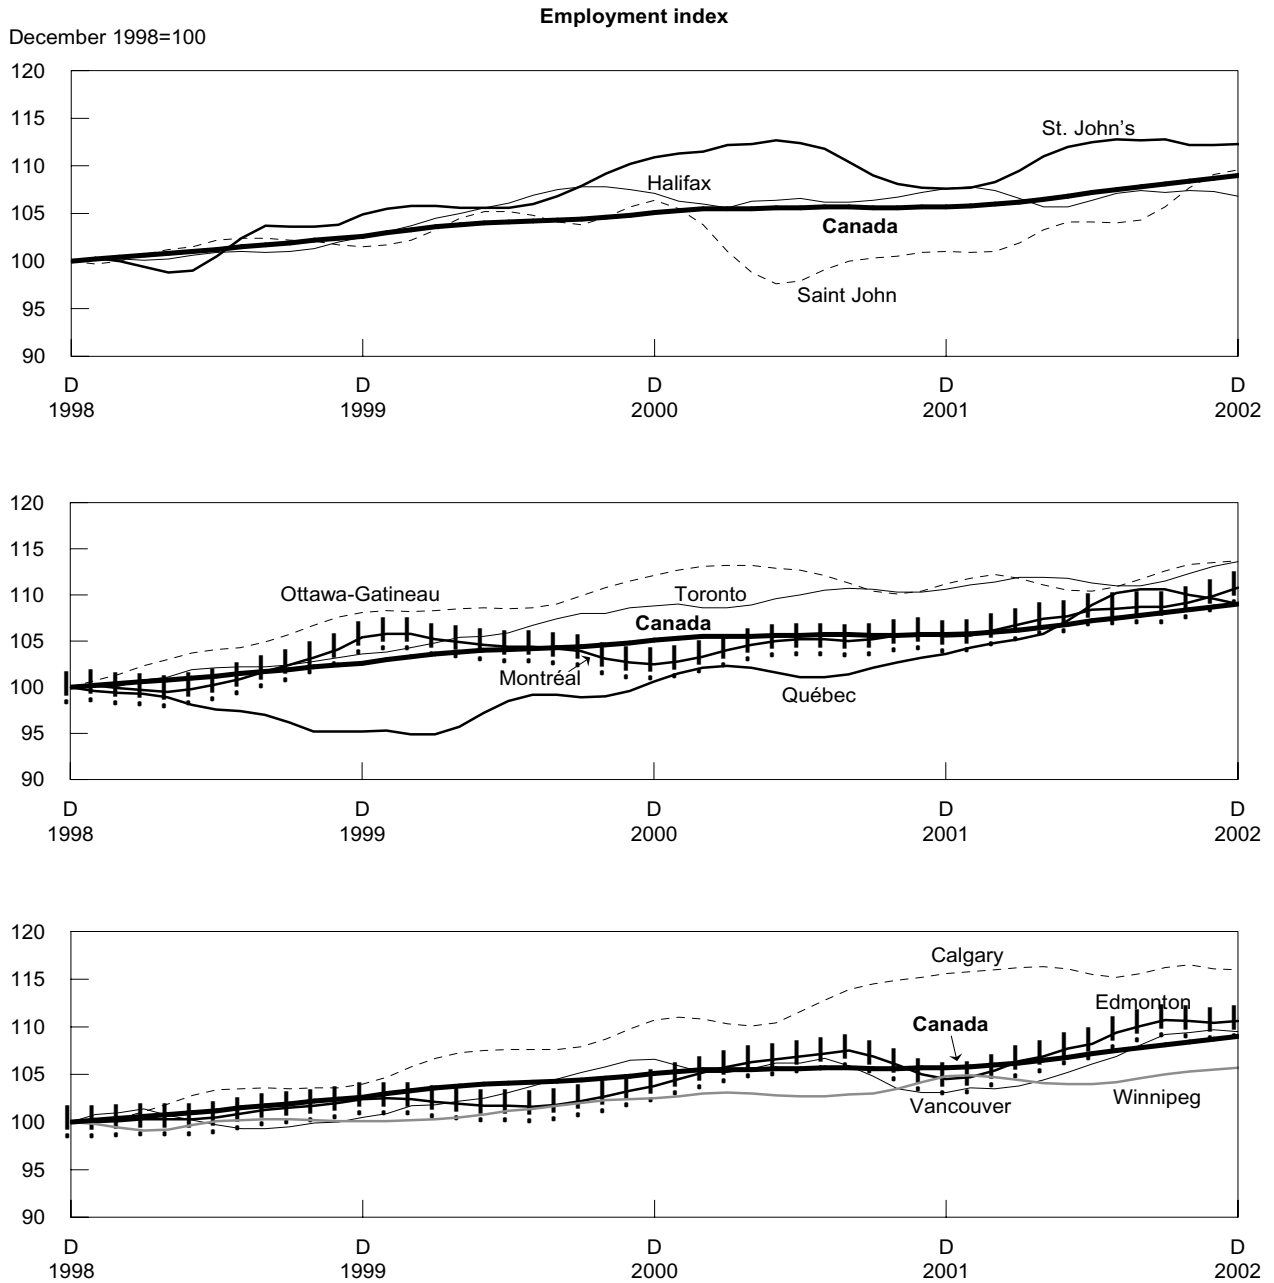 Employment index
December 1998=100
120
115
St. John's
110
Halifax
105
Canada
100
Saint John
95
90
D D D D D
1998 1999 2000 2001 2002
120
115
110
Ottawa-Gatineau Toronto
Canada
105
Montréal
100
Québec
95
90
D D D D D
1998 1999 2000 2001 2002
120
Calgary
115
Edmonton
110
Canada
105
Vancouver Winnipeg
100
95
90
D D D D D
1998 1999 2000 2001 2002